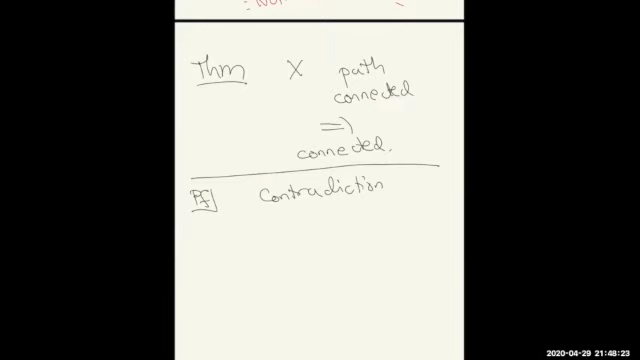 Thm X path
connected
=>
connected.
Pf Contradiction
2020-04-29 21:48:23